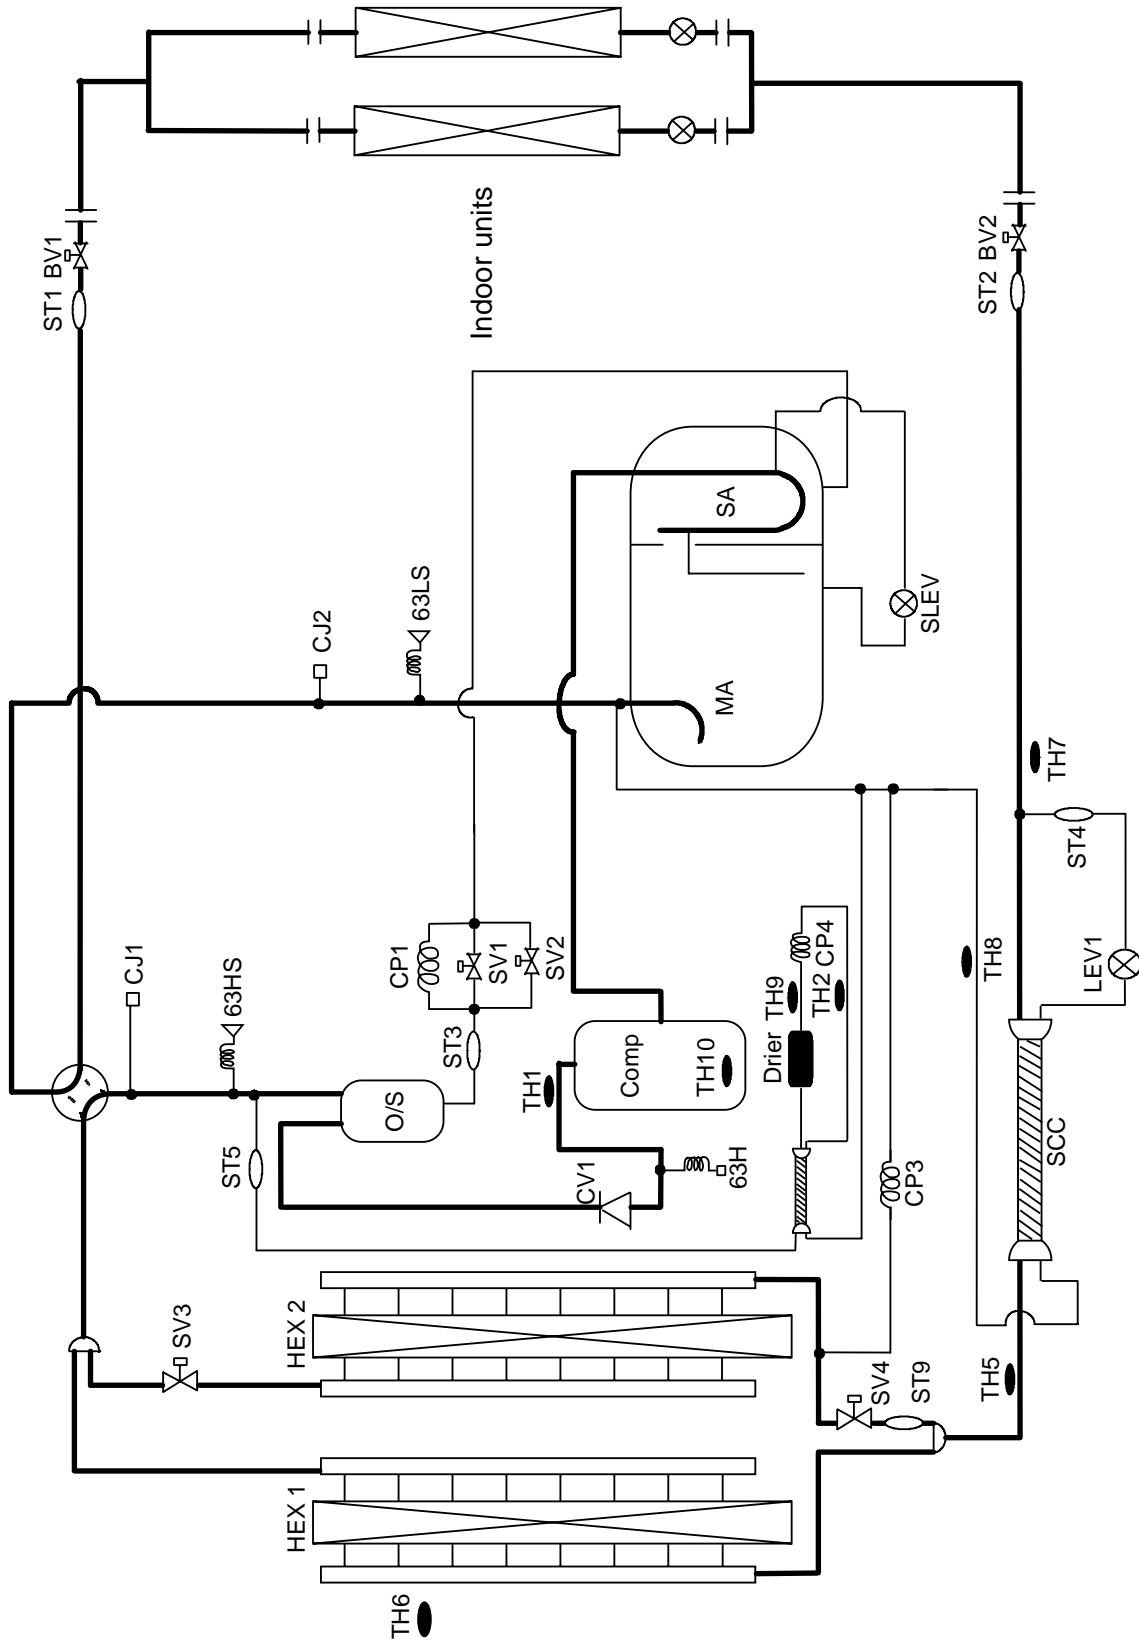 ST1 BV1
CJ1
SV3
ST5
63HS
HEX 1
HEX 2
CJ2
TH6
O/S
CP1
63LS
ST3
Indoor units
SV1
TH1
SV2
CV1
Comp
TH10
MA
SA
63H
Drier TH9
TH2 CP4
SV4
CP3
ST9
SLEV
TH5
TH8
ST2 BV2
SCC
TH7
ST4
LEV1